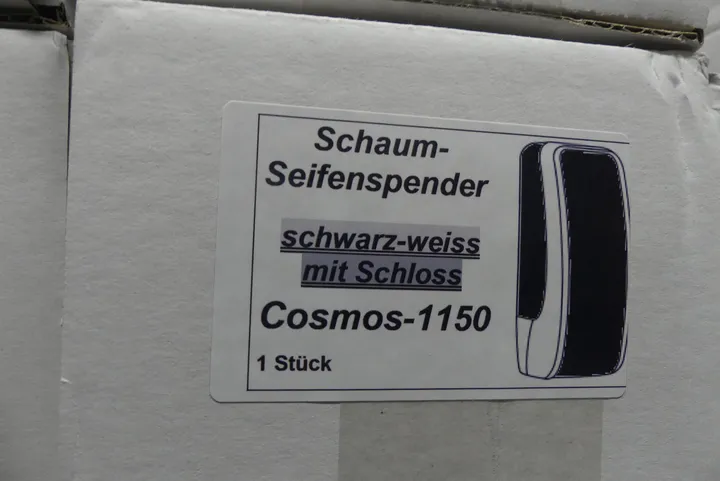 Schaum-
Seifenspender
schwarz-weiss
mit Schloss
Cosmos-1150
1 Stück